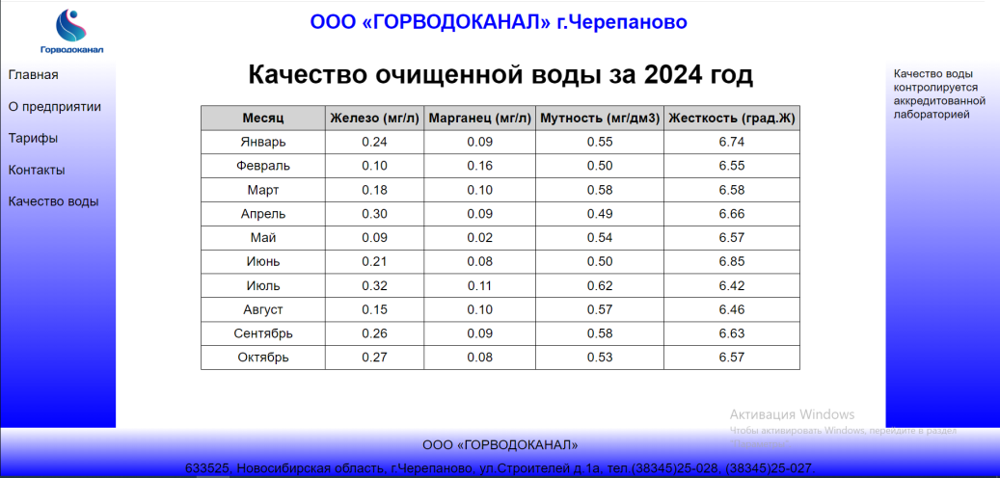 ООО «ГОРВОДОКАНАЛ» г.Черепаново
Горводоканал
Главная
О предприятии
Тарифы
Контакты
Качество воды
Качество очищенной воды за 2024 год
Месяц Железо (мг/л) Марганец (мг/л) Мутность (мг/дм3) Жесткость (град.Ж)
Январь 0.24 0.09 0.55 6.74
Февраль 0.10 0.16 0.50 6.55
Март 0.18 0.10 0.58 6.58
Апрель 0.30 0.09 0.49 6.66
Май 0.09 0.02 0.54 6.57
Июнь 0.21 0.08 0.50 6.85
Июль 0.32 0.11 0.62 6.42
Август 0.15 0.10 0.57 6.46
Сентябрь 0.26 0.09 0.58 6.63
Октябрь 0.27 0.08 0.53 6.57
Качество воды
контролируется
аккредитованной
лабораторией
Активация Windows
Чтобы активировать Windows, перейдите в раздел
ООО «ГОРВОДОКАНАЛ»
633525, Новосибирская область, г.Черепаново, ул.Строителей д.1а, тел.(38345)25-028, (38345)25-027.